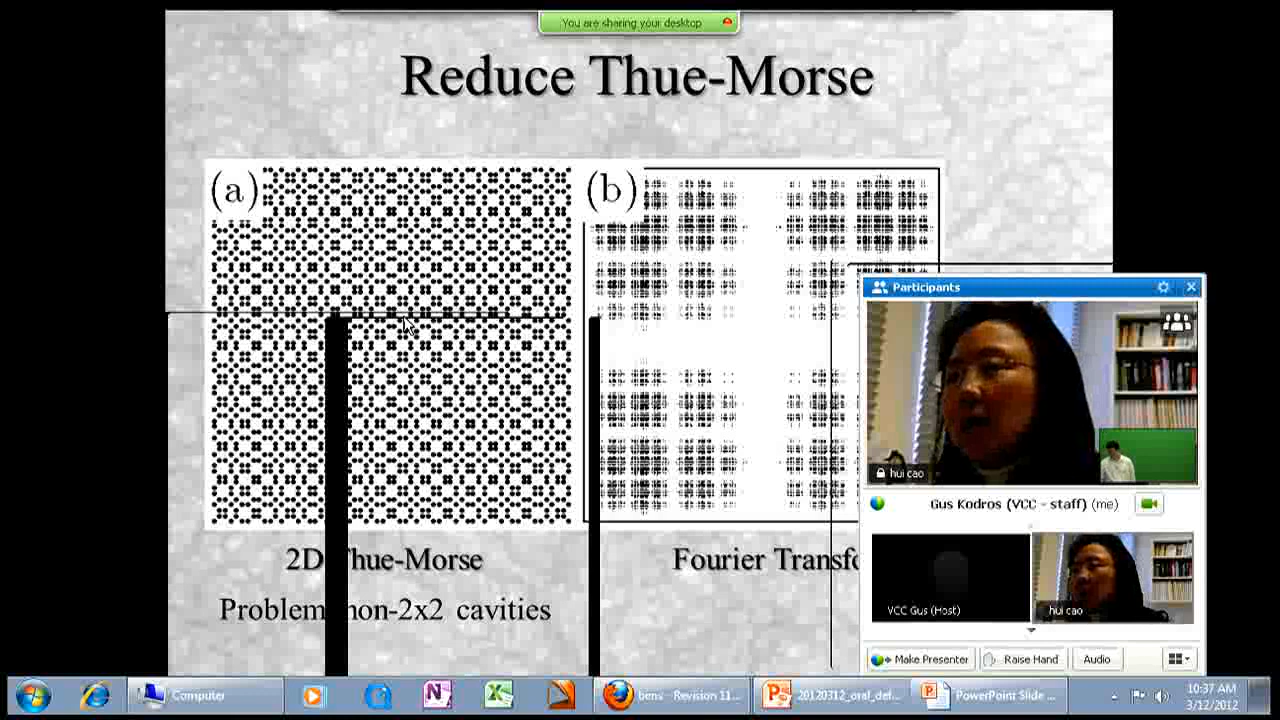 You are sharing your desktop
Reduce Thue-Morse
(a)
(b)
2D Thue-Morse
Fourier Transfo
Problem non-2x2 cavities
Participants
hui cao
Gus Kodros (VCC - staff) (me)
VCC Gus (Host)
hui cao
Make Presenter
Raise Hand
Audio
Computer
benz - Revision 11...
20120312_oral_def...
PowerPoint Slide ...
10:37 AM
3/12/2012